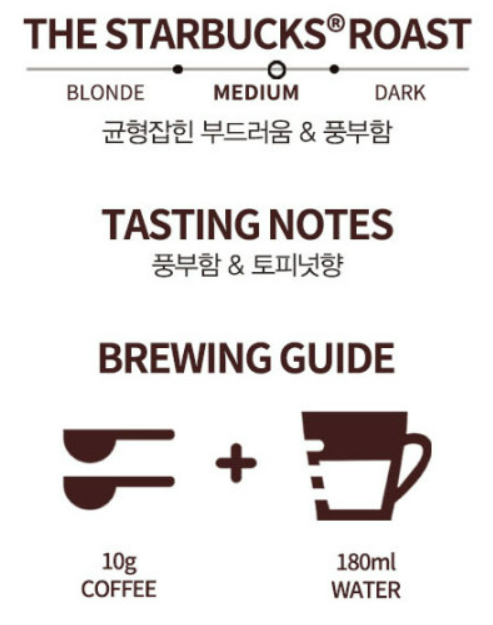 THE STARBUCKS® ROAST
BLONDE MEDIUM DARK
균형잡힌 부드러움 & 풍부함
TASTING NOTES
풍부함 & 토피넛향
BREWING GUIDE
10g 180ml
COFFEE WATER